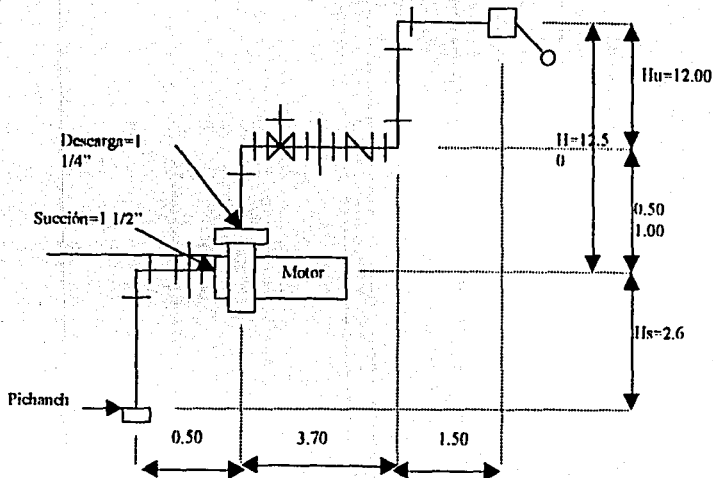 Hu=12.00
Descarga=1
1/4"
H=12.5
0
Succión=1 1/2"
0.50
1.00
Motor
Hs=2.6
Pichanch
0.50
3.70
1.50